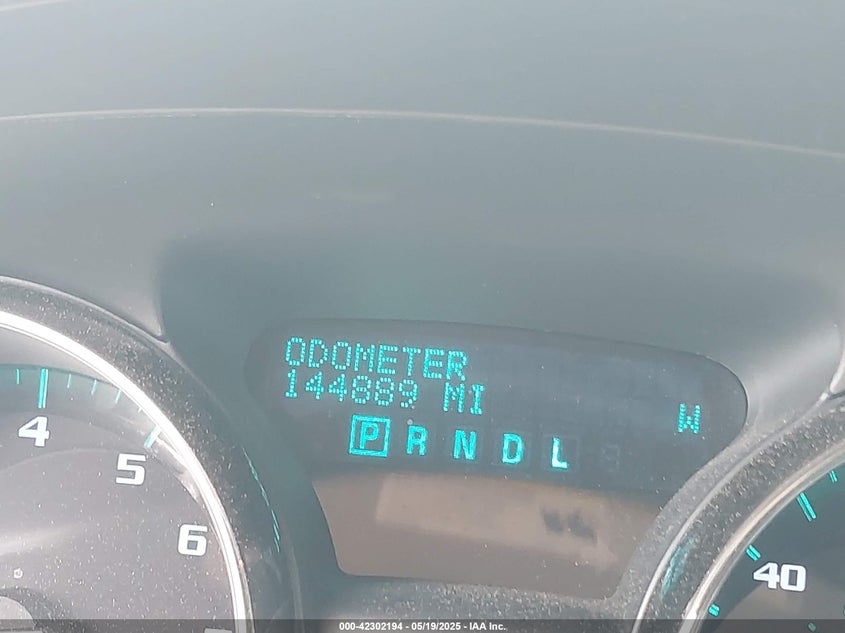 ODOMETER
144889 MI
W
P R N D L
4
5
6
40
000-42302194 - 05/19/2025 - IAA Inc.